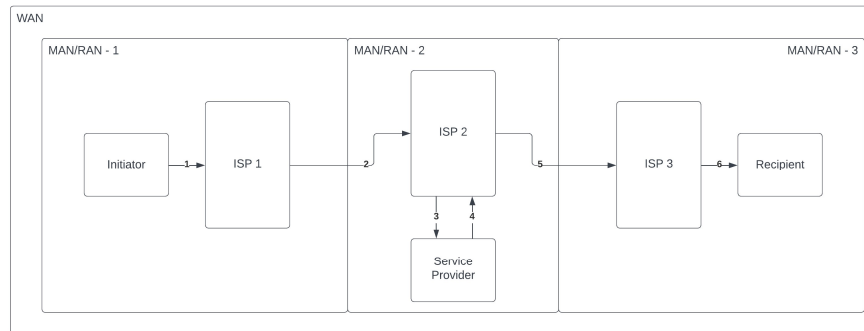 WAN
MAN/RAN - 1
MAN/RAN - 2
MAN/RAN - 3
Initiator
1
ISP 1
2
ISP 2
5
ISP 3
6
Recipient
3
4
Service
Provider